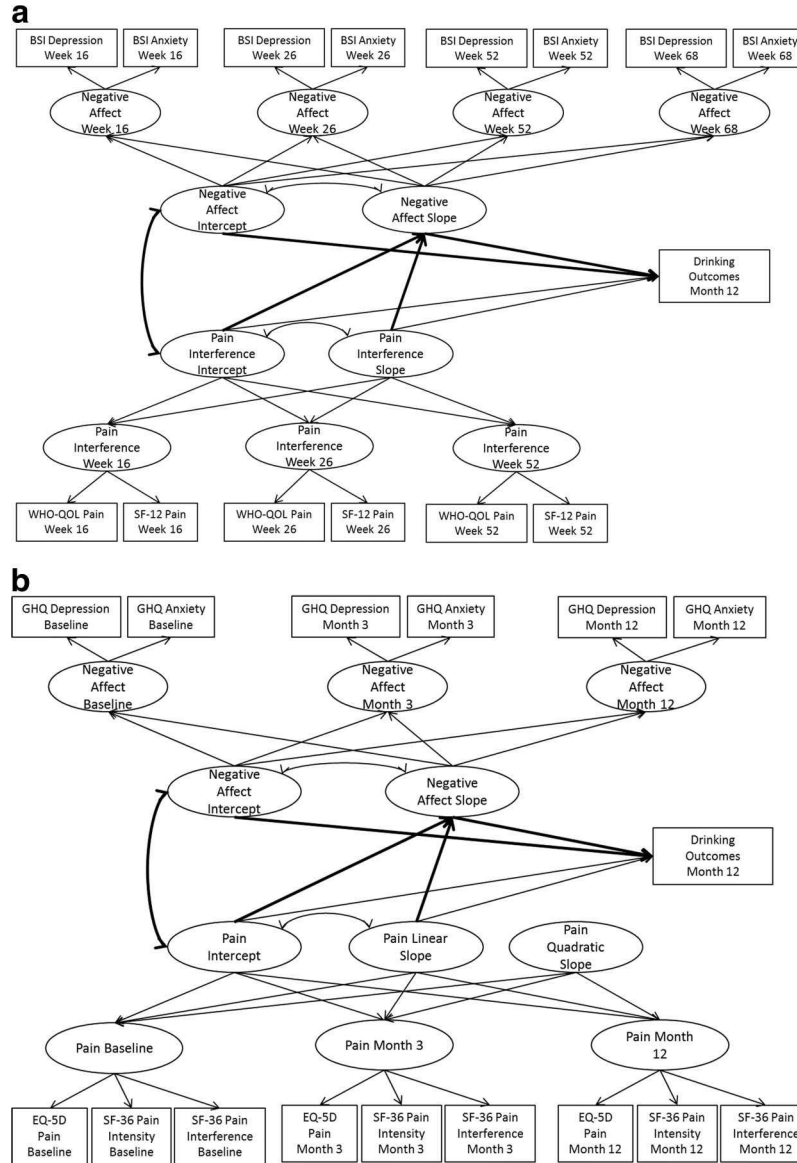 a
BSI Depression
Week 16
BSI Anxiety
Week 16
BSI Depression
Week 26
BSI Anxiety
Week 26
BSI Depression
Week 52
BSI Anxiety
Week 52
BSI Depression
Week 68
BSI Anxiety
Week 68
Negative
Affect
Week 16
Negative
Affect
Week 26
Negative
Affect
Week 52
Negative
Affect
Week 68
Negative
Affect
Intercept
Negative
Affect Slope
Drinking
Outcomes
Month 12
Pain
Interference
Intercept
Pain
Interference
Slope
Pain
Interference
Week 16
Pain
Interference
Week 26
Pain
Interference
Week 52
WHO-QOL Pain
Week 16
SF-12 Pain
Week 16
WHO-QOL Pain
Week 26
SF-12 Pain
Week 26
WHO-QOL Pain
Week 52
SF-12 Pain
Week 52
b
GHQ Depression
Baseline
GHQ Anxiety
Baseline
GHQ Depression
Month 3
GHQ Anxiety
Month 3
GHQ Depression
Month 12
GHQ Anxiety
Month 12
Negative
Affect
Baseline
Negative
Affect
Month 3
Negative
Affect
Month 12
Negative
Affect
Intercept
Negative
Affect Slope
Drinking
Outcomes
Month 12
Pain
Intercept
Pain Linear
Slope
Pain
Quadratic
Slope
Pain Baseline
Pain Month 3
Pain Month
12
EQ-5D
Pain
Baseline
SF-36 Pain
Intensity
Baseline
SF-36 Pain
Interference
Baseline
EQ-5D
Pain
Month 3
SF-36 Pain
Intensity
Month 3
SF-36 Pain
Interference
Month 3
EQ-5D
Pain
Month 12
SF-36 Pain
Intensity
Month 12
SF-36 Pain
Interference
Month 12